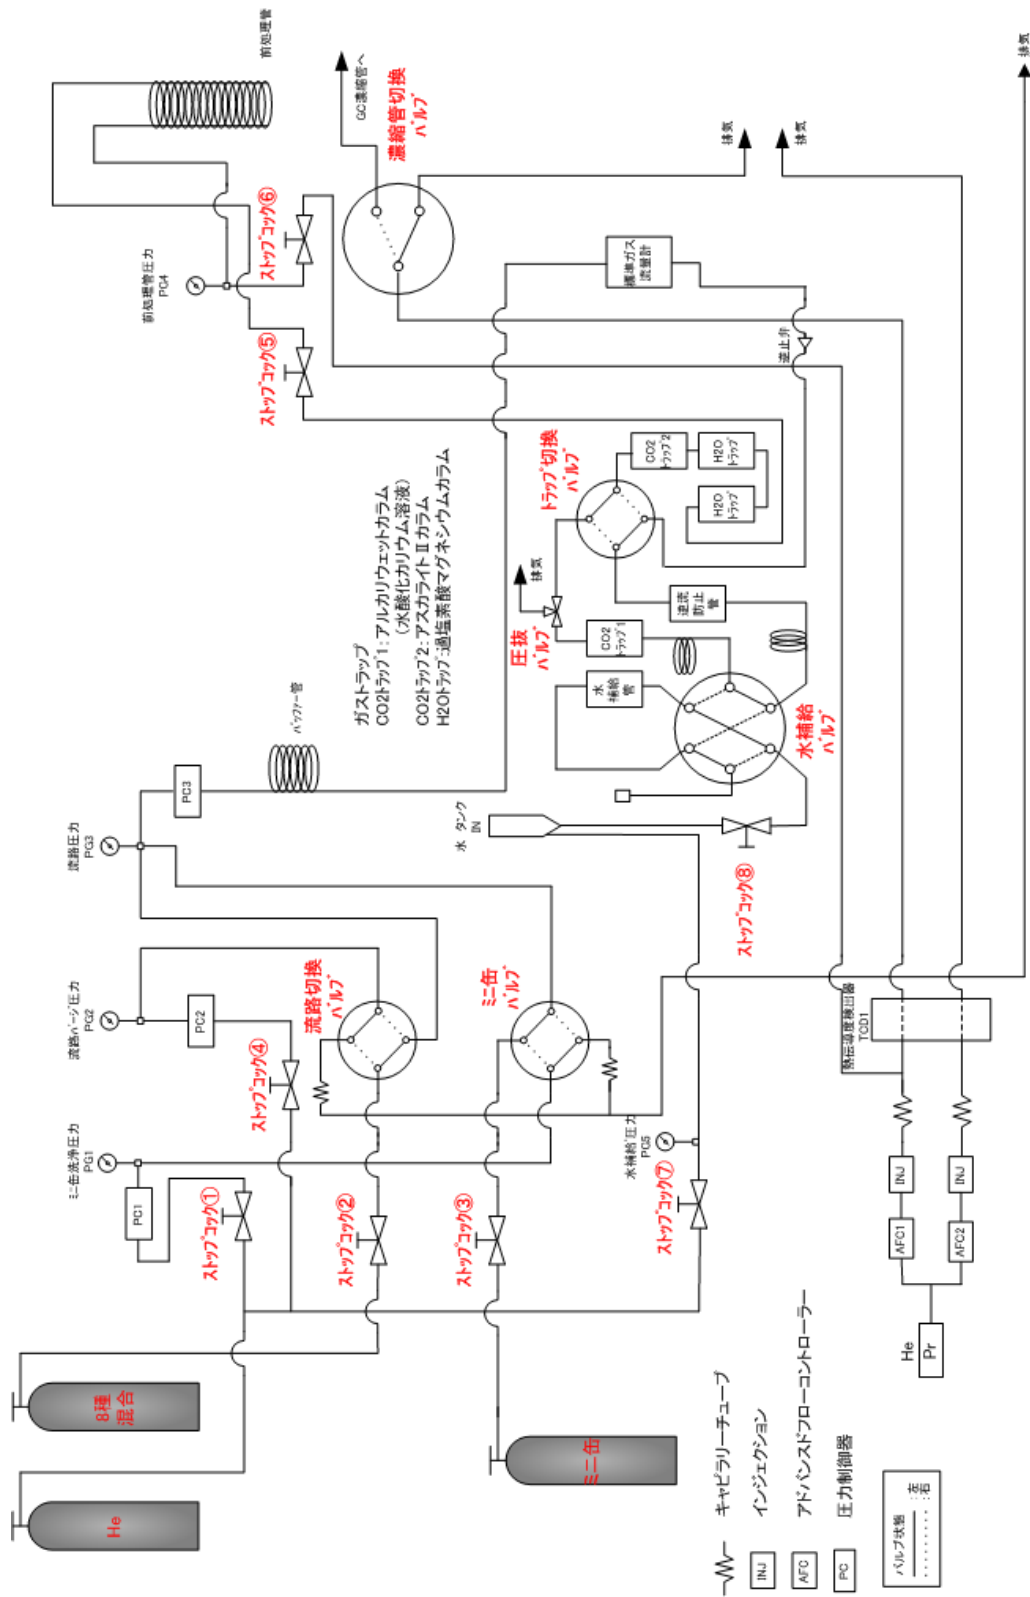 前処理管
GC濃縮管へ
濃縮管切換
バルブ
排気
排気
排気
ストップコック⑥
前処理管圧力
PG4
ストップコック⑤
標準ガス
流量計
逆止弁
トラップ切換
バルブ
CO2
トラップ2
H2O
トラップ
H2O
トラップ
ガストラップ
CO2トラップ1：アルカリウェットカラム
（水酸化カリウム溶液）
CO2トラップ2：アスカライトⅡカラム
H2Oトラップ:過塩素酸マグネシウムカラム
排気
圧抜
バルブ
CO2
トラップ1
逆流
防止
管
水
補給
管
水補給
バルブ
バッファー管
PC3
流路圧力
PG3
水 タンク
IN
ストップコック⑧
流路パージ圧力
PG2
PC2
ストップコック④
流路切換
バルブ
ミニ缶
バルブ
熱伝導度検出器
TCD1
ミニ缶洗浄圧力
PG1
PC1
ストップコック①
ストップコック②
ストップコック③
水補給圧力
PG5
ストップコック⑦
INJ
INJ
AFC1
AFC2
He
Pr
8種
混合
He
ミニ缶
キャピラリーチューブ
INJ
インジェクション
AFC
アドバンスドフローコントローラー
PC
圧力制御器
バルブ状態
：左
：右